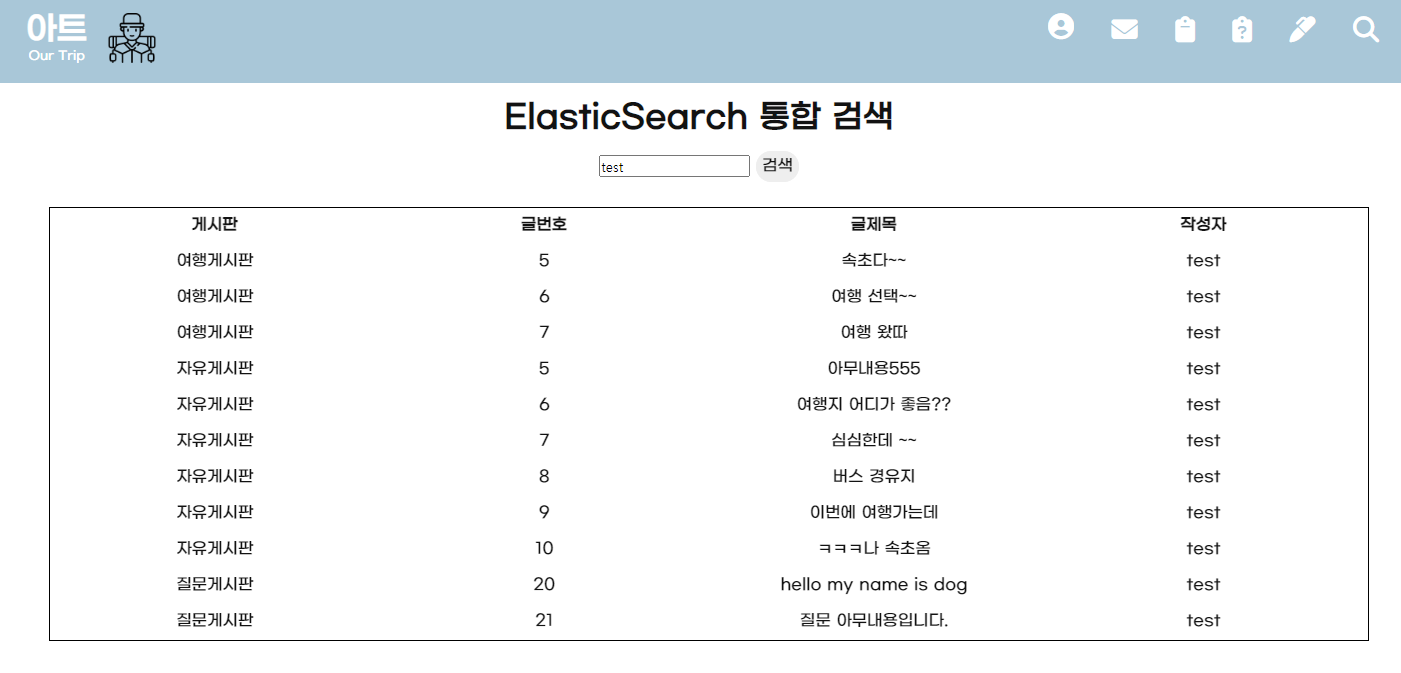 아트
Our Trip
ElasticSearch 통합 검색
test 검색
게시판 글번호 글제목 작성자
여행게시판 5 속초다~~ test
여행게시판 6 여행 선택~~ test
여행게시판 7 여행 왔따 test
자유게시판 5 아무내용555 test
자유게시판 6 여행지 어디가 좋음?? test
자유게시판 7 심심한데 ~~ test
자유게시판 8 버스 경유지 test
자유게시판 9 이번에 여행가는데 test
자유게시판 10 ㅋㅋㅋ나 속초옴 test
질문게시판 20 hello my name is dog test
질문게시판 21 질문 아무내용입니다. test